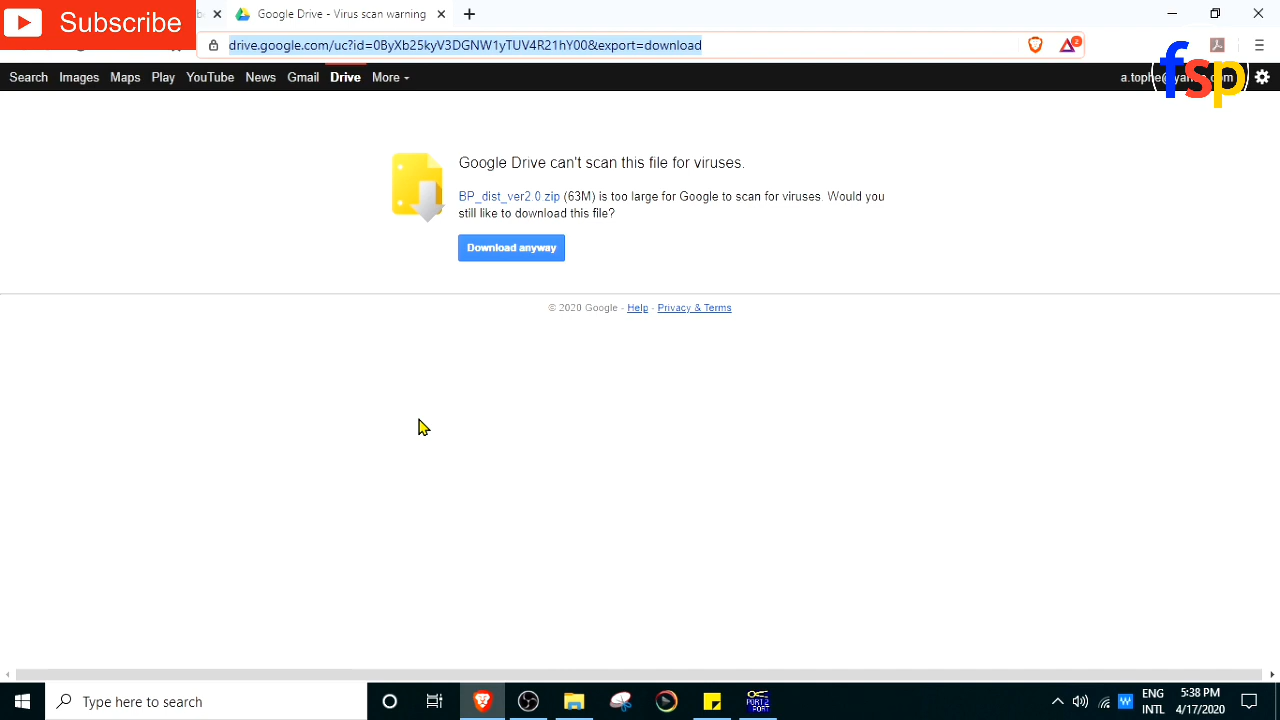 Subscribe
Google Drive - Virus scan warning
drive.google.com/uc?id=0ByXb25kyV3DGNW1yTUV4R21hY00&export=download
2
fsp
Search Images Maps Play YouTube News Gmail Drive More
Google Drive can't scan this file for viruses.
BP_dist_ver2.0.zip (63M) is too large for Google to scan for viruses. Would you
still like to download this file?
Download anyway
© 2020 Google - Help - Privacy & Terms
Type here to search
PORT2
PORT
ENG
INTL
5:38 PM
4/17/2020